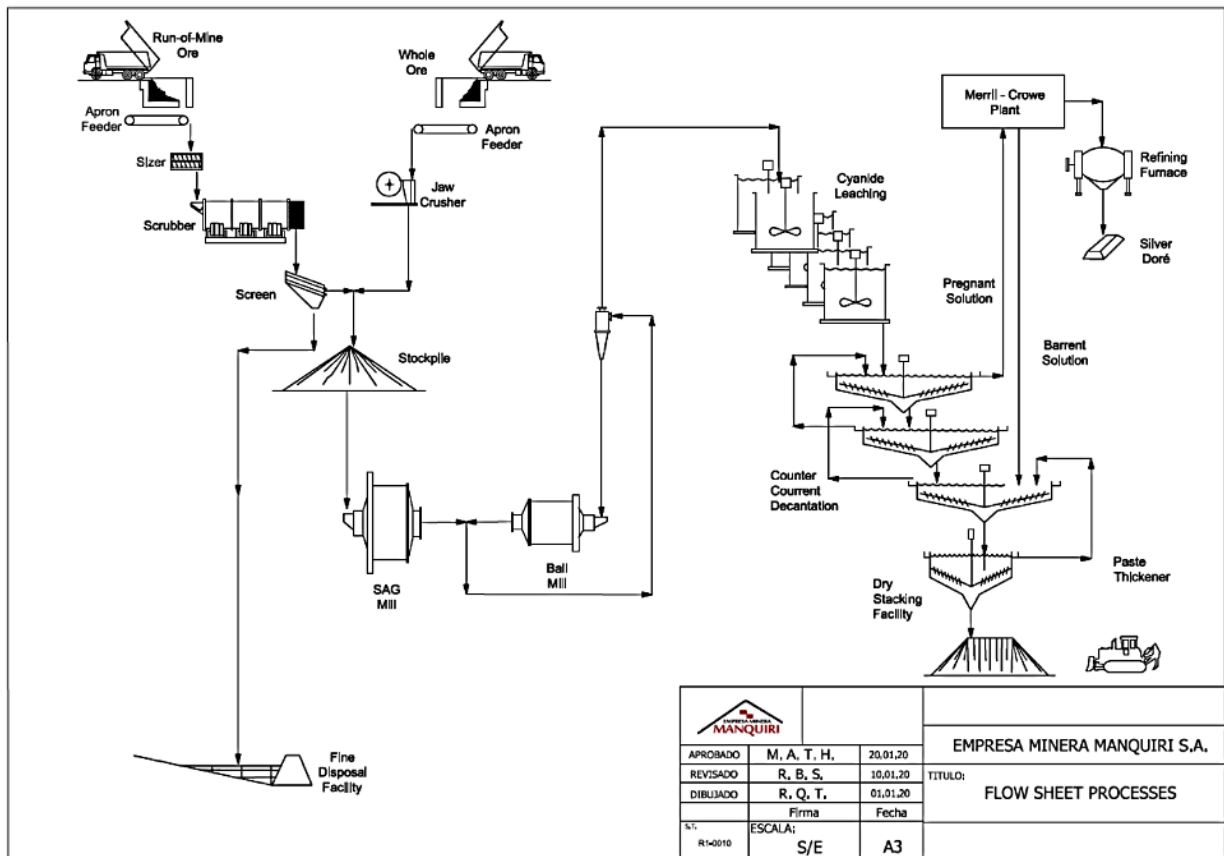 Run-of-Mine
Ore
Whole
Ore
Apron
Feeder
Apron
Feeder
Sizer
Jaw
Crusher
Scrubber
Screen
Stockpile
SAG
Mill
Ball
Mill
Fine
Disposal
Facility
Cyanide
Leaching
Merril - Crowe
Plant
Refining
Furnace
Silver
Doré
Pregnant
Solution
Barrent
Solution
Counter
Courrent
Decantation
Paste
Thickener
Dry
Stacking
Facility
EMPRESA MINERA
MANQUIRI
APROBADO M. A. T. H. 20,01,20
REVISADO R. B. S. 10,01,20
DIBUJADO R. Q. T. 01,01,20
Firma Fecha
S.T. ESCALA:
R1-0010 S/E A3
EMPRESA MINERA MANQUIRI S.A.
TITULO:
FLOW SHEET PROCESSES